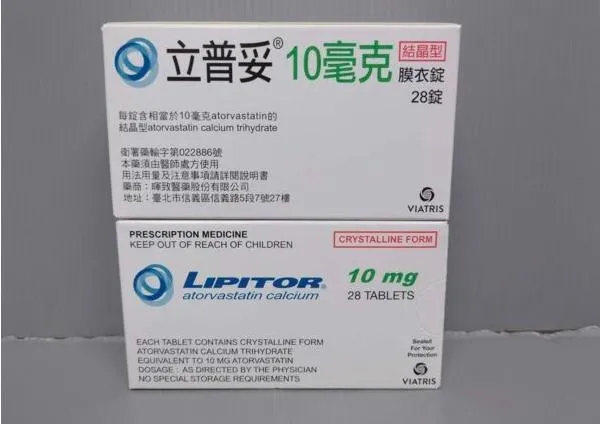 立普妥® 10毫克 結晶型
膜衣錠
28錠
每錠含相當於10毫克atorvastatin的
結晶型atorvastatin calcium trihydrate
衛署藥輸字第022886號
本藥須由醫師處方使用
用法用量及注意事項請詳閱說明書
藥商：暉致醫藥股份有限公司
地址：臺北市信義區信義路5段7號27樓
VIATRIS
PRESCRIPTION MEDICINE
KEEP OUT OF REACH OF CHILDREN
CRYSTALLINE FORM
LIPITOR® 10 mg
atorvastatin calcium 28 TABLETS
EACH TABLET CONTAINS CRYSTALLINE FORM
ATORVASTATIN CALCIUM TRIHYDRATE
EQUIVALENT TO 10 MG ATORVASTATIN
DOSAGE : AS DIRECTED BY THE PHYSICIAN
NO SPECIAL STORAGE REQUIREMENTS
Sealed
For Your
Protection
VIATRIS